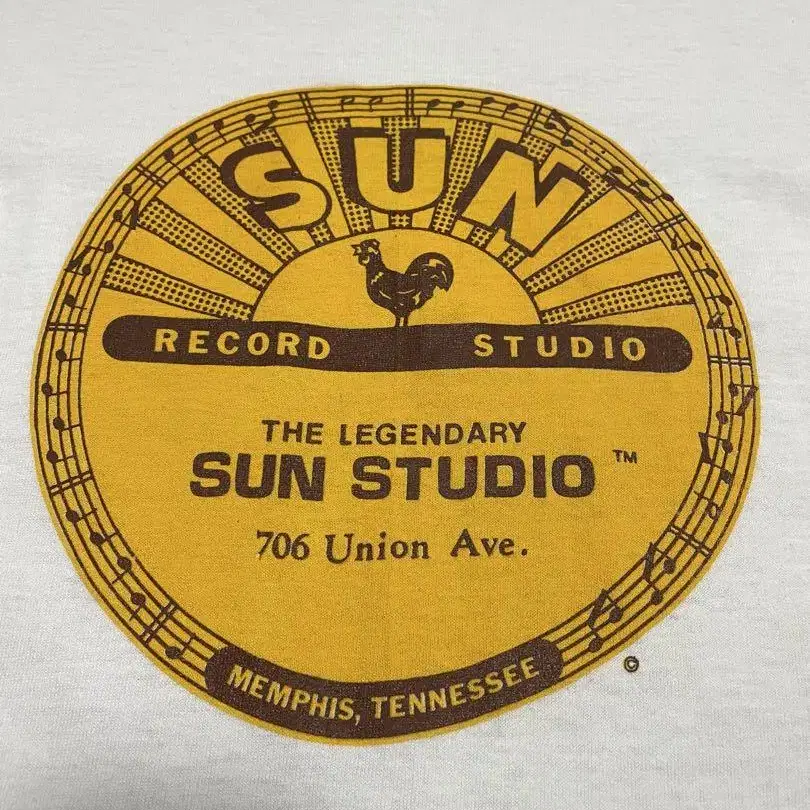 SUN
RECORD STUDIO
THE LEGENDARY
SUN STUDIO ™
706 Union Ave.
MEMPHIS, TENNESSEE
©